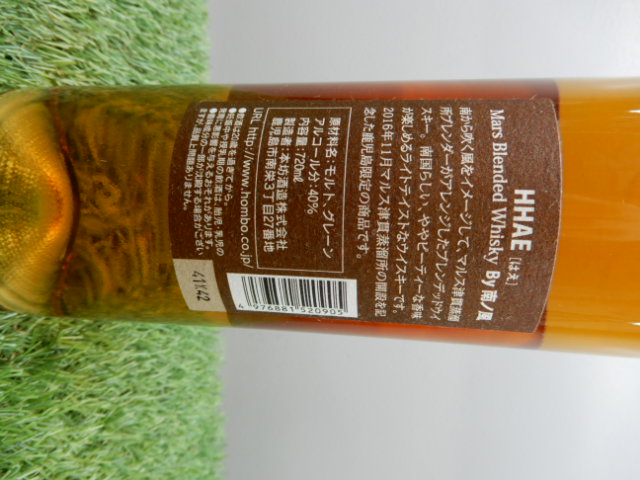 HHAE [はえ]
Mars Blended Whisky By 南ノ風
南から吹く風をイメージして、マルス津貫蒸溜
所ブレンダーがアレンジしたブレンデッドウイ
スキー。南国らしい、ややピーティーな香味
が楽しめるライトテイストなウイスキーです。
2016年11月マルス津貫蒸溜所の開設を記
念した鹿児島限定の商品です。
原材料名:モルト、グレーン
アルコール分:40%
内容量:720ml
製造者:本坊酒造株式会社
鹿児島市南栄3丁目27番地
URL http://www.hombo.co.jp/
4 976881 520905
41X42